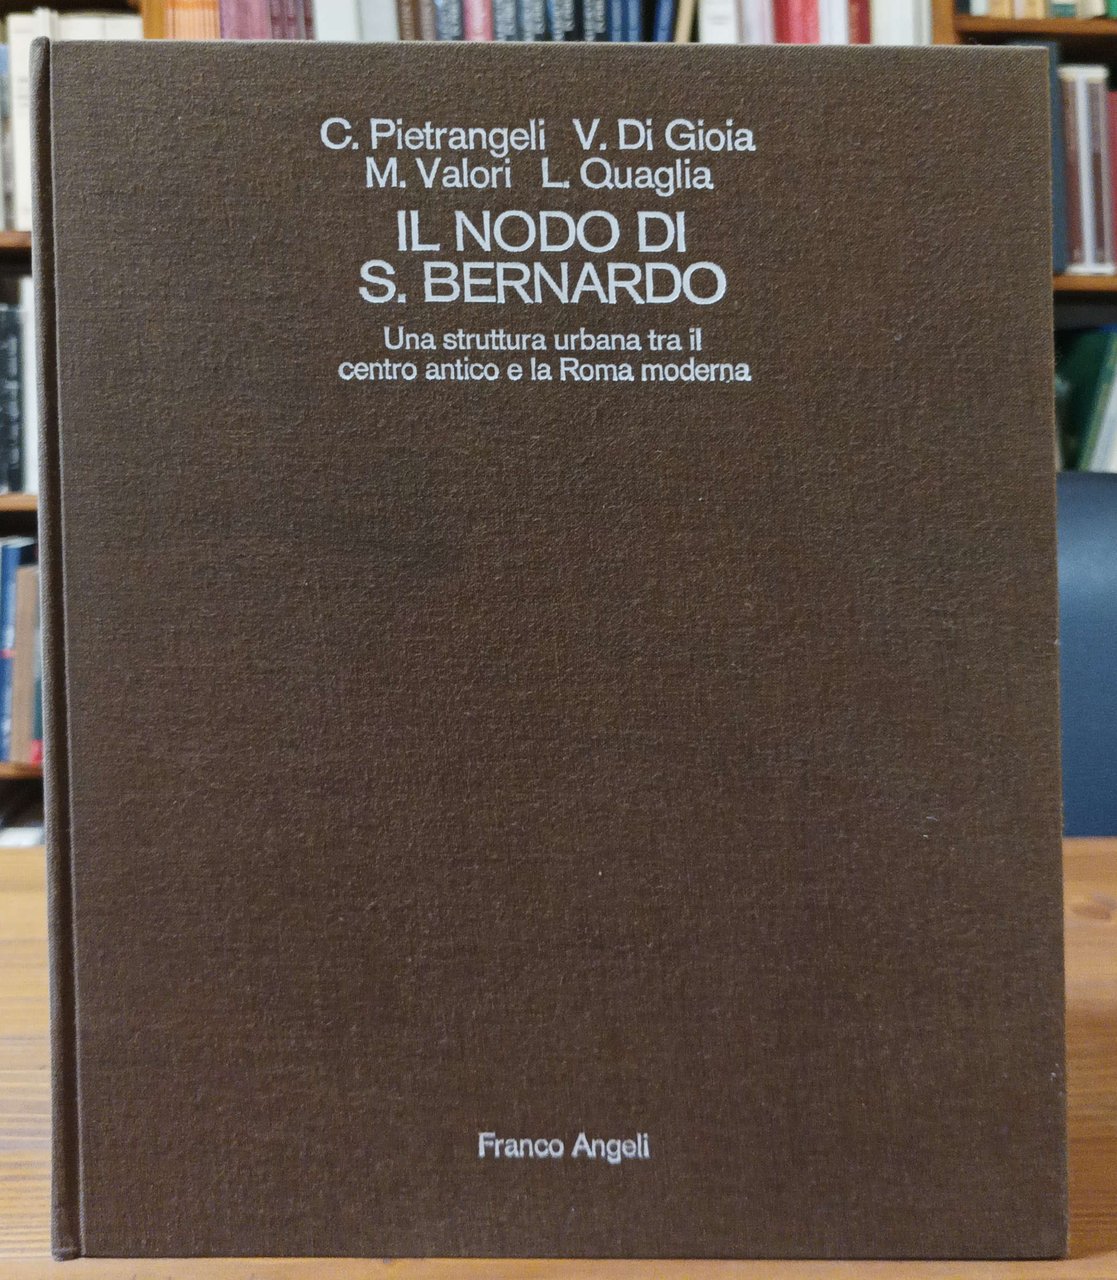 C. Pietrangeli V. Di Gioia
M. Valori L. Quaglia
IL NODO DI
S. BERNARDO
Una struttura urbana tra il
centro antico e la Roma moderna
Franco Angeli